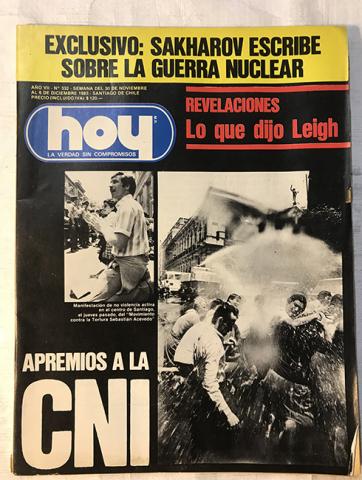 EXCLUSIVO: SAKHAROV ESCRIBE
SOBRE LA GUERRA NUCLEAR
AÑO VII - N° 332 - SEMANA DEL 30 DE NOVIEMBRE
AL 6 DE DICIEMBRE 1983 - SANTIAGO DE CHILE
PRECIO (INCLUIDO IVA) $ 120.—
hoy
LA VERDAD SIN COMPROMISOS
REVELACIONES
Lo que dijo Leigh
Manifestación de no violencia activa
en el centro de Santiago,
el jueves pasado, del "Movimiento
contra la Tortura Sebastián Acevedo"
APREMIOS A LA
CNI